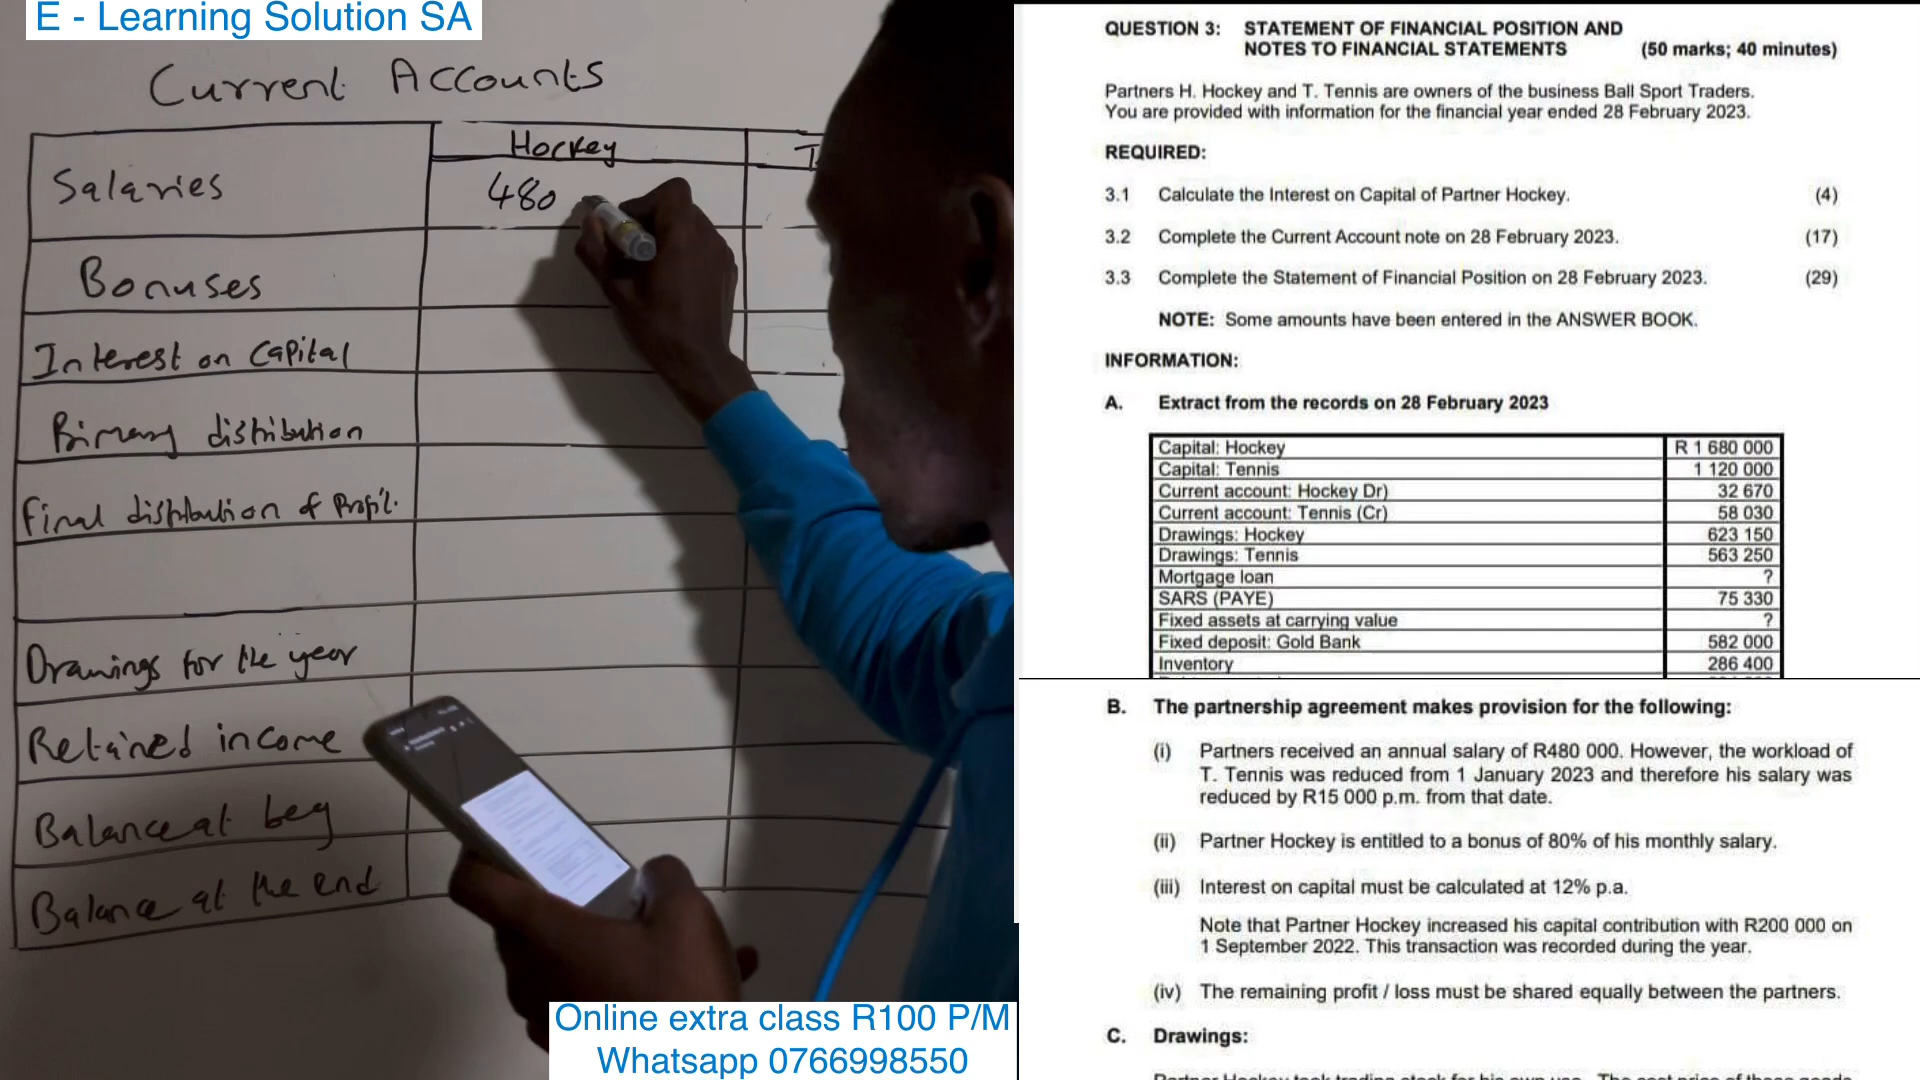 E - Learning Solution SA
Current Accounts
Hockey
T
Salaries
480
Bonuses
Interest on Capital
Primary distribution
Final distribution of Profit.
Drawings for the year
Retained income
Balance at beg
Balance at the end
Online extra class R100 P/M
Whatsapp 0766998550
QUESTION 3: STATEMENT OF FINANCIAL POSITION AND
NOTES TO FINANCIAL STATEMENTS (50 marks; 40 minutes)
Partners H. Hockey and T. Tennis are owners of the business Ball Sport Traders.
You are provided with information for the financial year ended 28 February 2023.
REQUIRED:
3.1 Calculate the Interest on Capital of Partner Hockey. (4)
3.2 Complete the Current Account note on 28 February 2023. (17)
3.3 Complete the Statement of Financial Position on 28 February 2023. (29)
NOTE: Some amounts have been entered in the ANSWER BOOK.
INFORMATION:
A. Extract from the records on 28 February 2023
Capital: Hockey R 1 680 000
Capital: Tennis 1 120 000
Current account: Hockey Dr) 32 670
Current account: Tennis (Cr) 58 030
Drawings: Hockey 623 150
Drawings: Tennis 563 250
Mortgage loan ?
SARS (PAYE) 75 330
Fixed assets at carrying value ?
Fixed deposit: Gold Bank 582 000
Inventory 286 400
B. The partnership agreement makes provision for the following:
(i) Partners received an annual salary of R480 000. However, the workload of
T. Tennis was reduced from 1 January 2023 and therefore his salary was
reduced by R15 000 p.m. from that date.
(ii) Partner Hockey is entitled to a bonus of 80% of his monthly salary.
(iii) Interest on capital must be calculated at 12% p.a.
Note that Partner Hockey increased his capital contribution with R200 000 on
1 September 2022. This transaction was recorded during the year.
(iv) The remaining profit / loss must be shared equally between the partners.
C. Drawings: